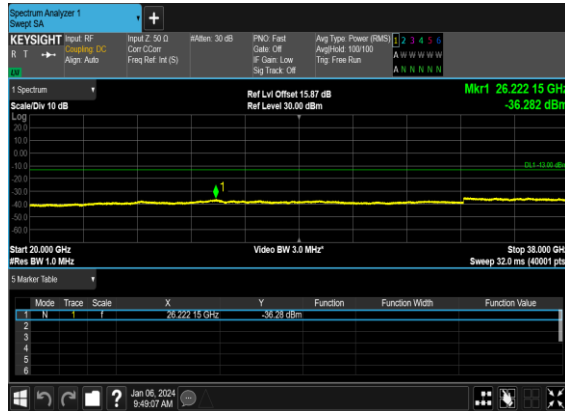 Spectrum Analyzer 1
Swept SA
+
KEYSIGHT Input: RF Input Z: 50 Ω #Atten: 30 dB PNO: Fast Avg Type: Power (RMS) 1 2 3 4 5 6
R T Coupling: DC Corr CCorr Gate: Off Avg|Hold: 100/100 A W W W W W
Align: Auto Freq Ref: Int (S) IF Gain: Low Trig: Free Run
LW Sig Track: Off A N N N N N
1 Spectrum Ref Lvl Offset 15.87 dB Mkr1 26.222 15 GHz
Scale/Div 10 dB Ref Level 30.00 dBm -36.282 dBm
Log
20.0
10.0
0.00
-10.0 DL1 -13.00 dBm
-20.0
-30.0 1
-40.0
-50.0
-60.0
Start 20.000 GHz Video BW 3.0 MHz* Stop 38.000 GHz
#Res BW 1.0 MHz Sweep 32.0 ms (40001 pts)
5 Marker Table
Mode Trace Scale X Y Function Function Width Function Value
1 N 1 f 26.222 15 GHz -36.28 dBm
2
3
4
5
6
? Jan 06, 2024
9:49:07 AM